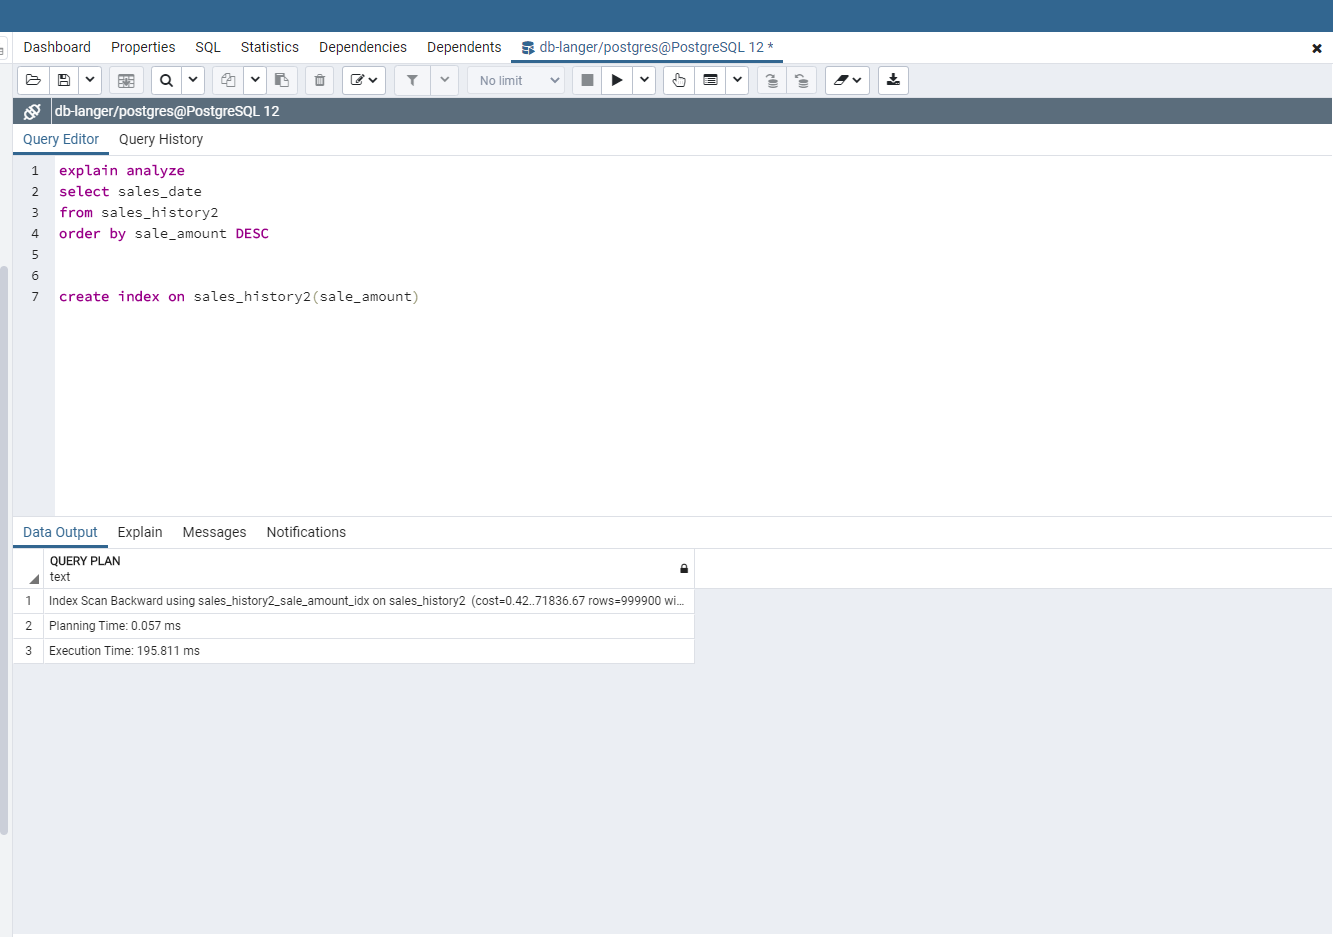 Dashboard Properties SQL Statistics Dependencies Dependents db-langer/postgres@PostgreSQL 12 *
No limit
db-langer/postgres@PostgreSQL 12
Query Editor Query History
1 explain analyze
2 select sales_date
3 from sales_history2
4 order by sale_amount DESC
5
6
7 create index on sales_history2(sale_amount)
Data Output Explain Messages Notifications
QUERY PLAN
text
1 Index Scan Backward using sales_history2_sale_amount_idx on sales_history2 (cost=0.42..71836.67 rows=999900 wi...
2 Planning Time: 0.057 ms
3 Execution Time: 195.811 ms